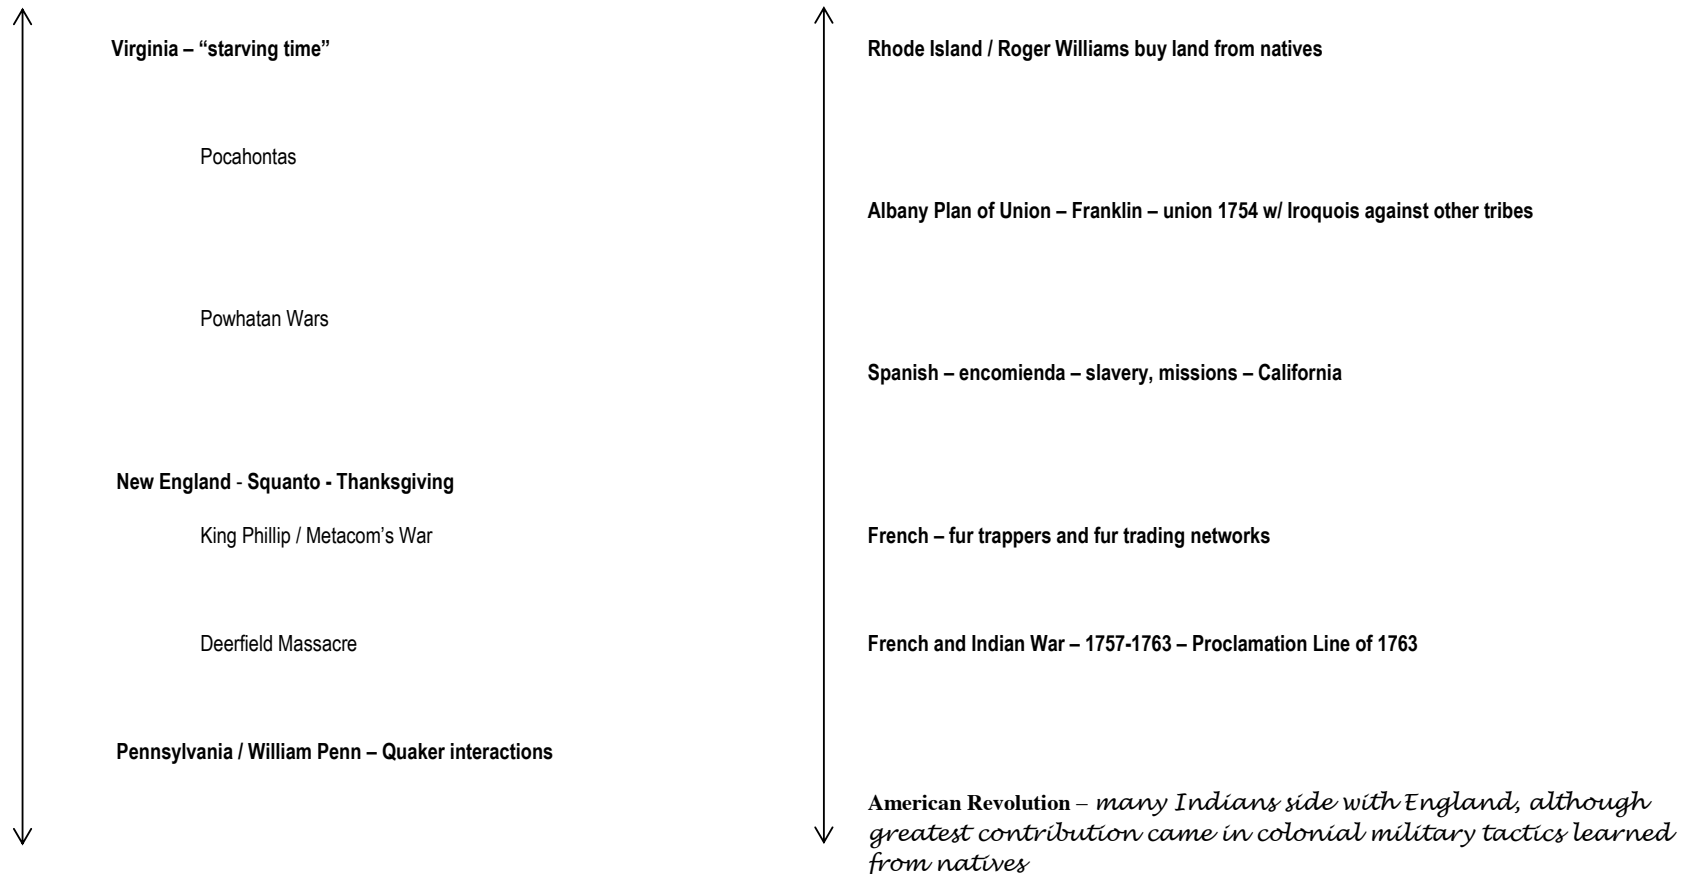 Virginia – “starving time”
Pocahontas
Powhatan Wars
New England - Squanto - Thanksgiving
King Phillip / Metacom’s War
Deerfield Massacre
Pennsylvania / William Penn – Quaker interactions
Rhode Island / Roger Williams buy land from natives
Albany Plan of Union – Franklin – union 1754 w/ Iroquois against other tribes
Spanish – encomienda – slavery, missions – California
French – fur trappers and fur trading networks
French and Indian War – 1757-1763 – Proclamation Line of 1763
American Revolution – many Indians side with England, although
greatest contribution came in colonial military tactics learned
from natives